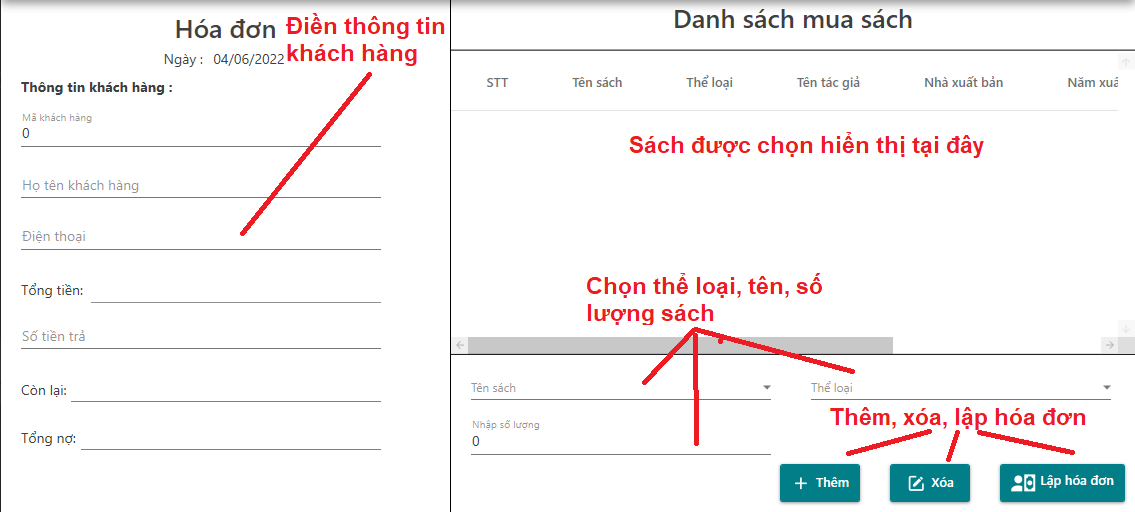 Hóa đơn
Điền thông tin
khách hàng
Ngày : 04/06/2022
Thông tin khách hàng :
Mã khách hàng
0
Họ tên khách hàng
Điện thoại
Tổng tiền:
Số tiền trả
Còn lại:
Tổng nợ:
Danh sách mua sách
STT Tên sách Thể loại Tên tác giả Nhà xuất bản Năm xuấ
Sách được chọn hiển thị tại đây
Chọn thể loại, tên, số
lượng sách
Tên sách Thể loại
Nhập số lượng
0
Thêm, xóa, lập hóa đơn
Thêm Xóa Lập hóa đơn